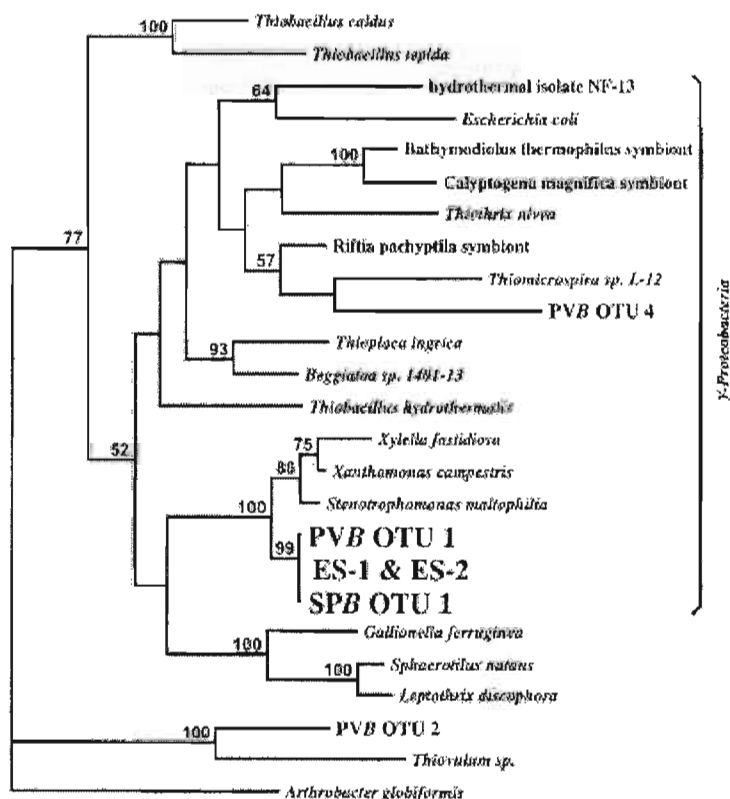 100
Thiobacillus caldus
Thiobacillus tepida
64
hydrothermal isolate NF-13
Escherichia coli
100
Bathymodiolus thermophilus symbiont
Calyptogena magnifica symbiont
Thiothrix nivea
77
Riftia pachyptila symbiont
57
Thiomicrospira sp. L-12
PVB OTU 4
γ-Proteobacteria
93
Thioploca ingrica
Beggiatoa sp. 1401-13
Thiobacillus hydrothermalis
52
75
Xylella fastidiosa
Xanthomonas campestris
Stenotrophomonas maltophilia
100
99
PVB OTU 1
ES-1 & ES-2
SPB OTU 1
100
Gallionella ferruginea
100
Sphaerotilus natans
Leptothrix discophora
100
PVB OTU 2
Thiovulum sp.
Arthrobacter globiformis